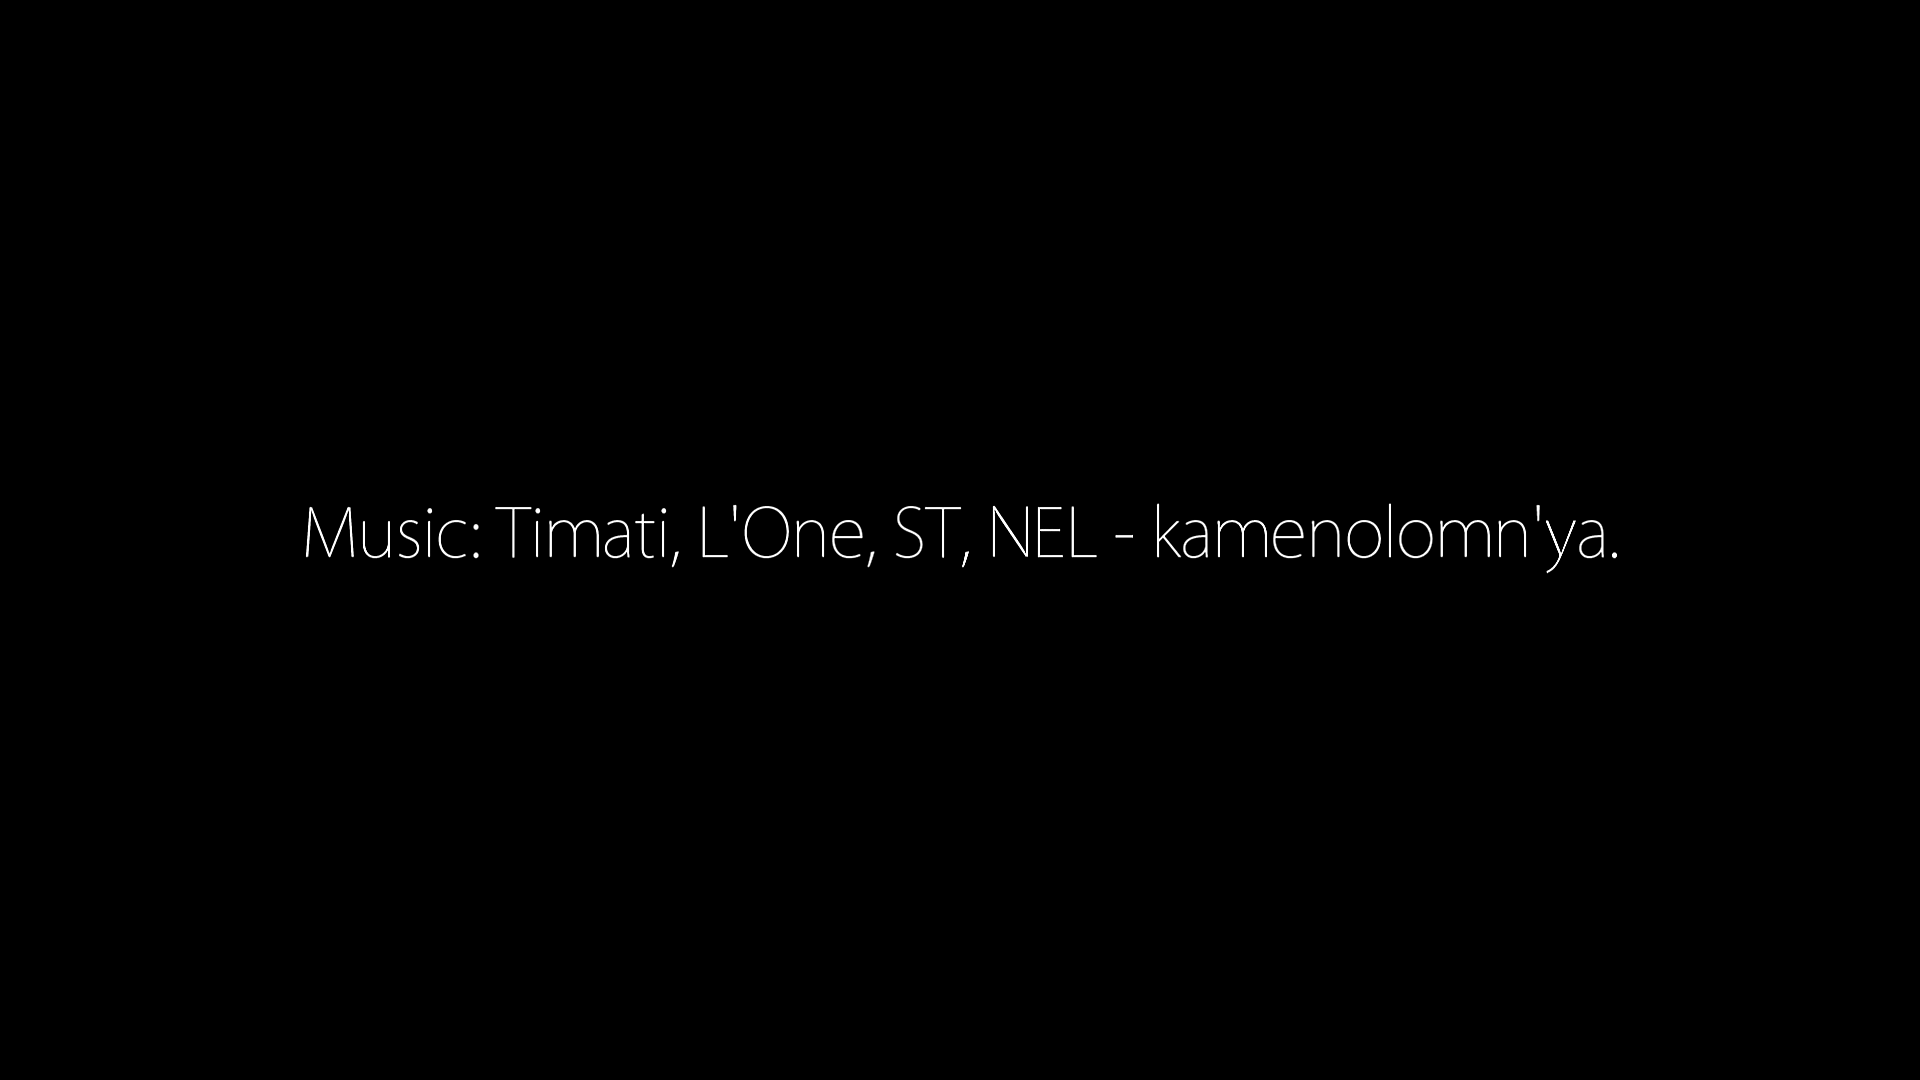 Music: Timati, L'One, ST, NEL - kamenolomn'ya.